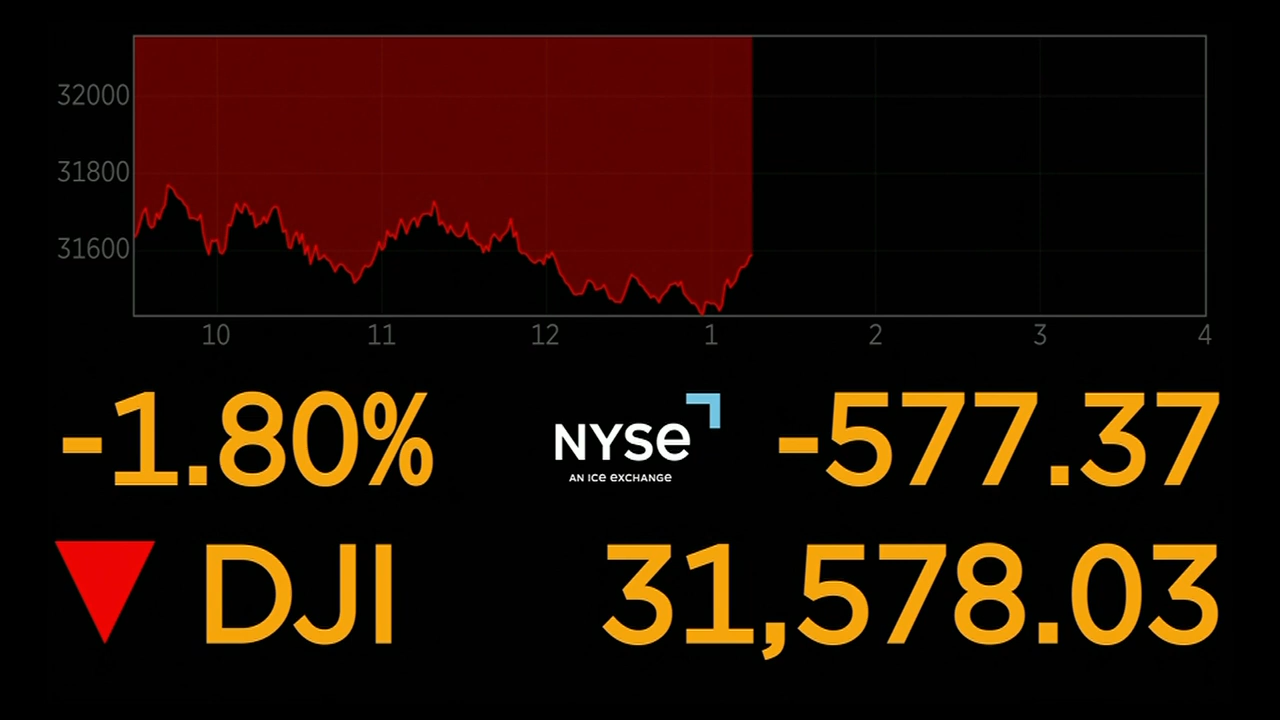 32000
31800
31600
10 11 12 1 2 3 4
-1.80% NYSE -577.37
AN ICE EXCHANGE
DJI 31,578.03